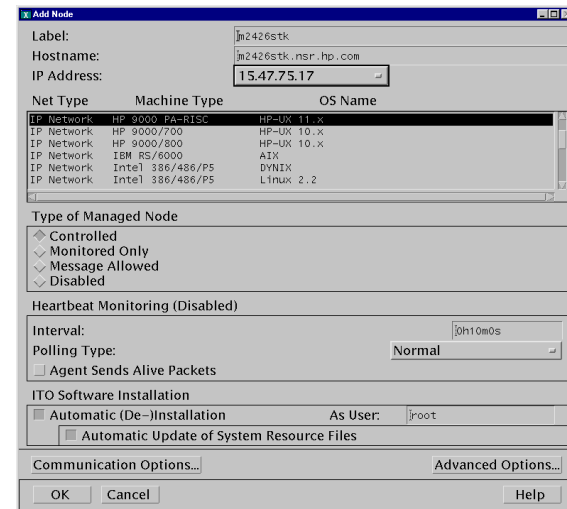 Add Node
Label: m2426stk
Hostname: m2426stk.nsr.hp.com
IP Address: 15.47.75.17
Net Type Machine Type OS Name
IP Network HP 9000 PA-RISC HP-UX 11.x
IP Network HP 9000/700 HP-UX 10.x
IP Network HP 9000/800 HP-UX 10.x
IP Network IBM RS/6000 AIX
IP Network Intel 386/486/P5 DYNIX
IP Network Intel 386/486/P5 Linux 2.2
Type of Managed Node
Controlled
Monitored Only
Message Allowed
Disabled
Heartbeat Monitoring (Disabled)
Interval: 0h10m0s
Polling Type: Normal
Agent Sends Alive Packets
ITO Software Installation
Automatic (De-)Installation As User: root
Automatic Update of System Resource Files
Communication Options... Advanced Options...
OK Cancel Help